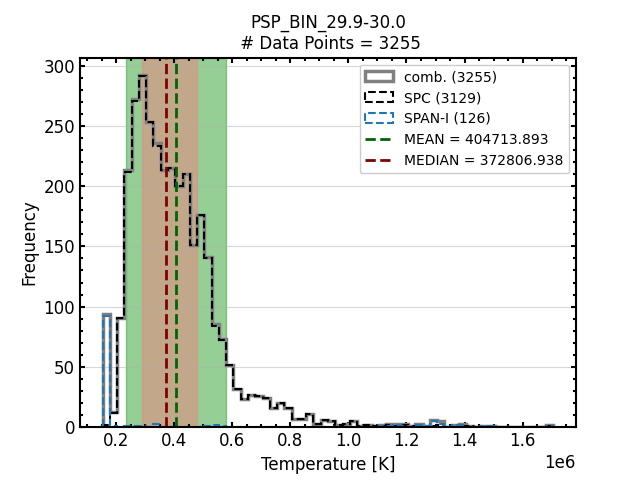 PSP_BIN_29.9-30.0
# Data Points = 3255
comb. (3255)
SPC (3129)
SPAN-I (126)
MEAN = 404713.893
MEDIAN = 372806.938
Frequency
300
250
200
150
100
50
0
0.2 0.4 0.6 0.8 1.0 1.2 1.4 1.6
1e6
Temperature [K]